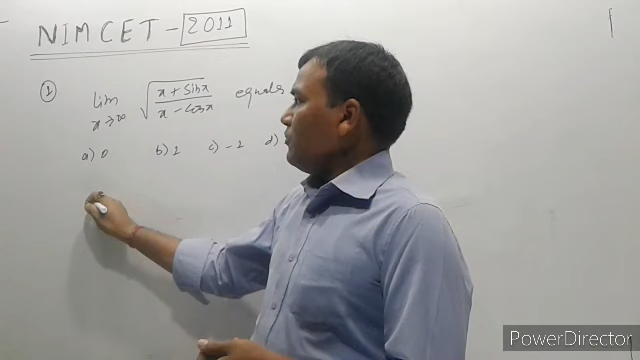 NIMCET - 2011
① lim x→∞ √((x + Sinx)/(x - Cosx)) equals
a) 0 b) 1 c) -1 d)
PowerDirector